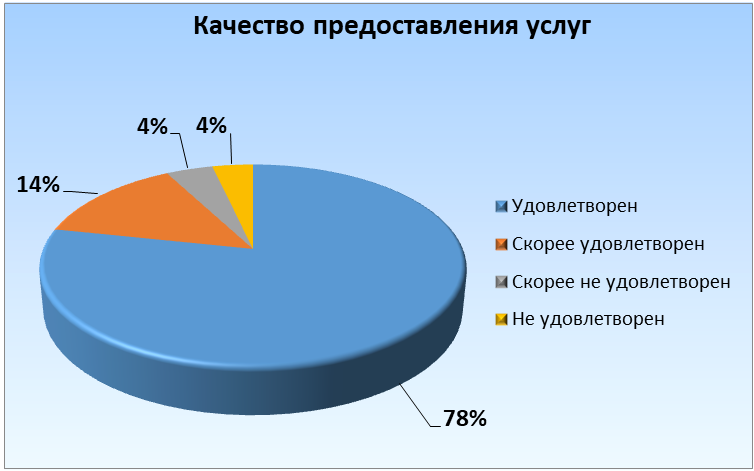 Качество предоставления услуг
4%
4%
14%
78%
Удовлетворен
Скорее удовлетворен
Скорее не удовлетворен
Не удовлетворен